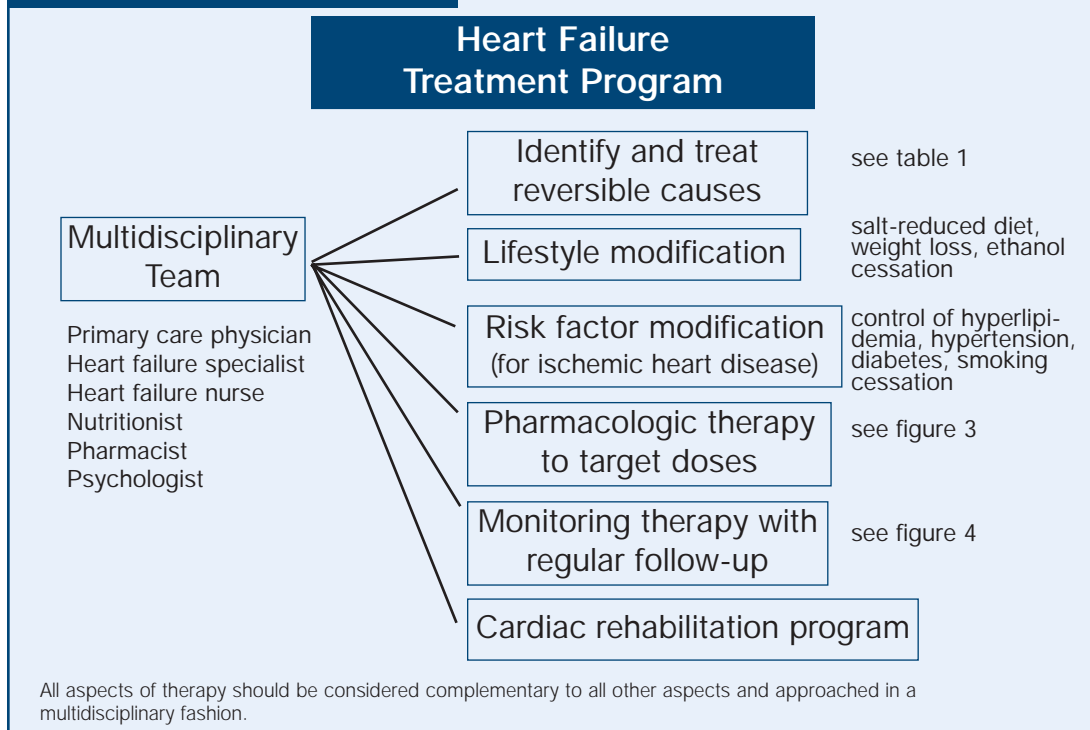 Heart Failure
Treatment Program
Identify and treat
reversible causes
see table 1
Multidisciplinary
Team
Primary care physician
Heart failure specialist
Heart failure nurse
Nutritionist
Pharmacist
Psychologist
Lifestyle modification
salt-reduced diet,
weight loss, ethanol
cessation
Risk factor modification
(for ischemic heart disease)
control of hyperlipi-
demia, hypertension,
diabetes, smoking
cessation
Pharmacologic therapy
to target doses
see figure 3
Monitoring therapy with
regular follow-up
see figure 4
Cardiac rehabilitation program
All aspects of therapy should be considered complementary to all other aspects and approached in a
multidisciplinary fashion.